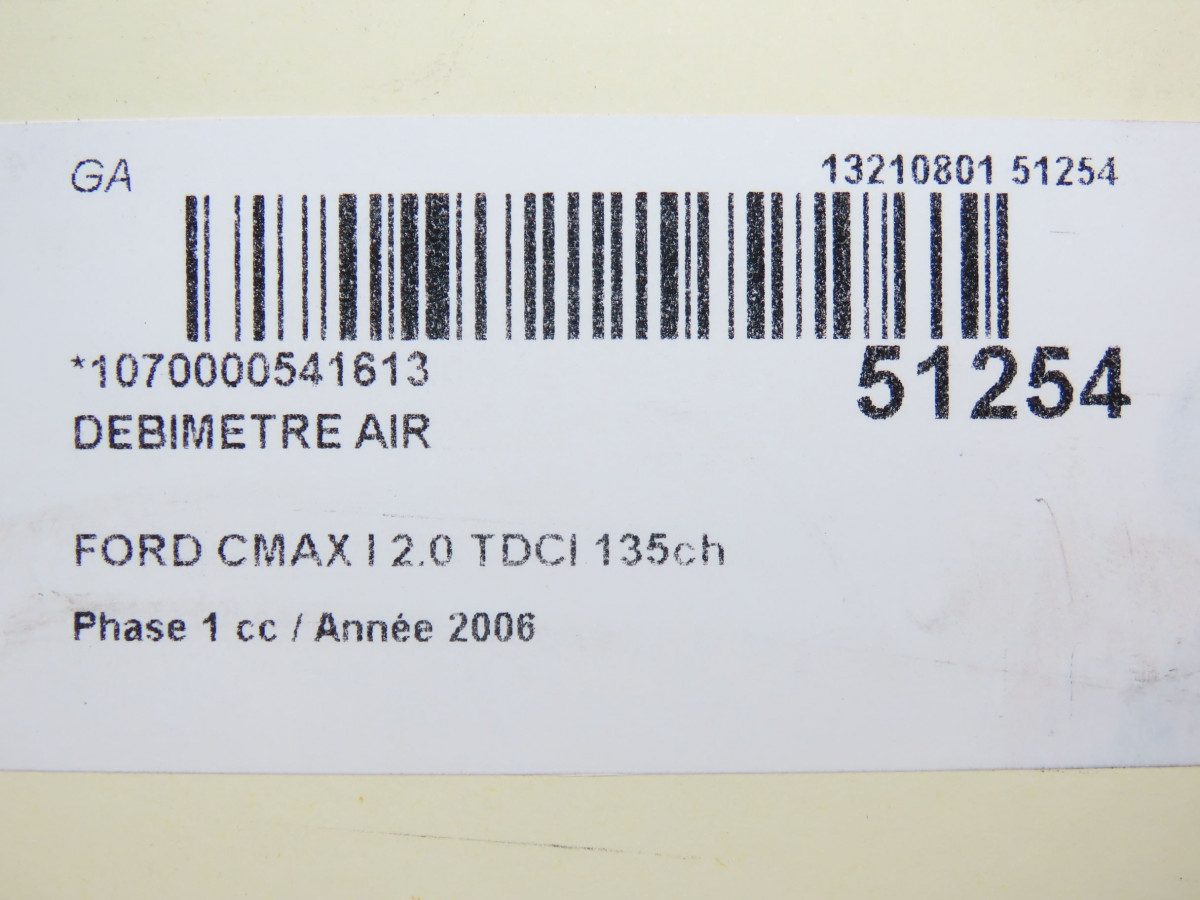 GA
13210801 51254
*1070000541613
51254
DEBIMETRE AIR
FORD CMAX I 2.0 TDCI 135ch
Phase 1 cc / Année 2006